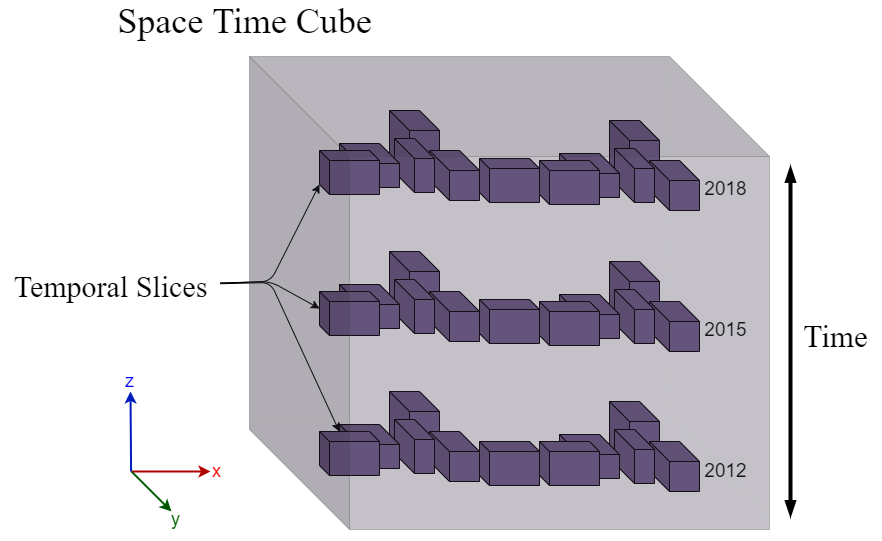 Space Time Cube
2018
Temporal Slices
2015
Time
z
2012
x
y